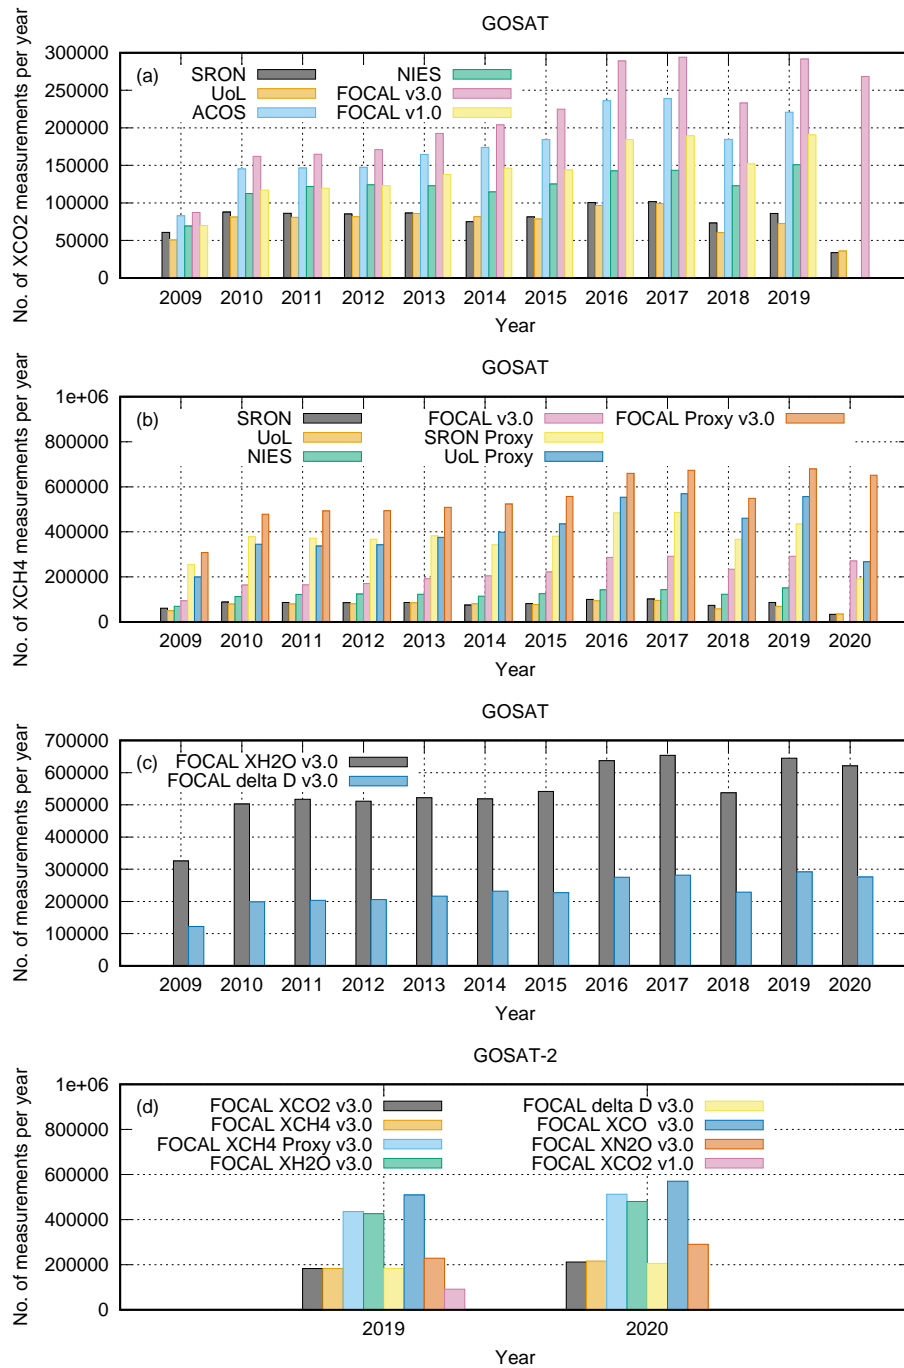 GOSAT
No. of XCO2 measurements per year
300000
250000
200000
150000
100000
50000
0
(a)
SRON
UoL
ACOS
NIES
FOCAL v3.0
FOCAL v1.0
2009 2010 2011 2012 2013 2014 2015 2016 2017 2018 2019
Year
GOSAT
No. of XCH4 measurements per year
1e+06
800000
600000
400000
200000
0
(b)
SRON
UoL
NIES
FOCAL v3.0
SRON Proxy
UoL Proxy
FOCAL Proxy v3.0
2009 2010 2011 2012 2013 2014 2015 2016 2017 2018 2019 2020
Year
GOSAT
No. of measurements per year
700000
600000
500000
400000
300000
200000
100000
0
(c)
FOCAL XH2O v3.0
FOCAL delta D v3.0
2009 2010 2011 2012 2013 2014 2015 2016 2017 2018 2019 2020
Year
GOSAT-2
No. of measurements per year
1e+06
800000
600000
400000
200000
0
(d)
FOCAL XCO2 v3.0
FOCAL XCH4 v3.0
FOCAL XCH4 Proxy v3.0
FOCAL XH2O v3.0
FOCAL delta D v3.0
FOCAL XCO v3.0
FOCAL XN2O v3.0
FOCAL XCO2 v1.0
2019 2020
Year